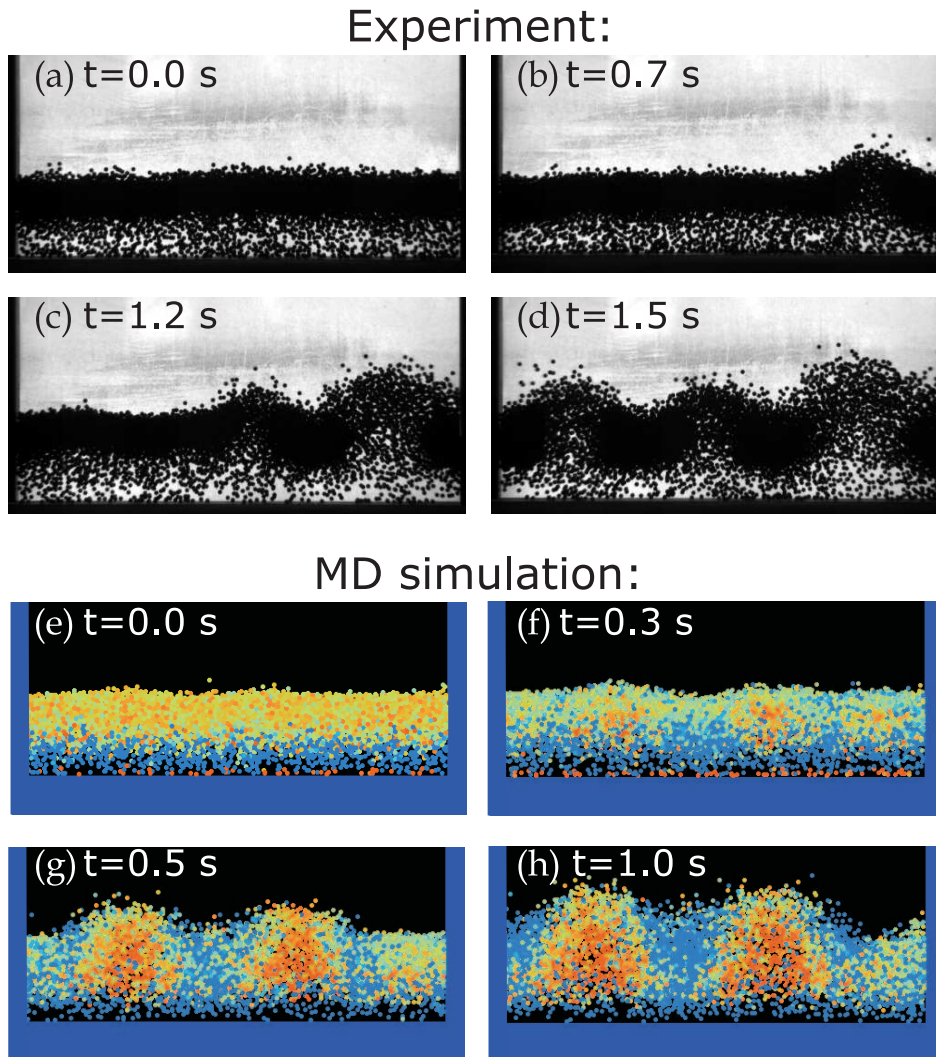 Experiment:
(a) t=0.0 s
(b) t=0.7 s
(c) t=1.2 s
(d) t=1.5 s
MD simulation:
(e) t=0.0 s
(f) t=0.3 s
(g) t=0.5 s
(h) t=1.0 s